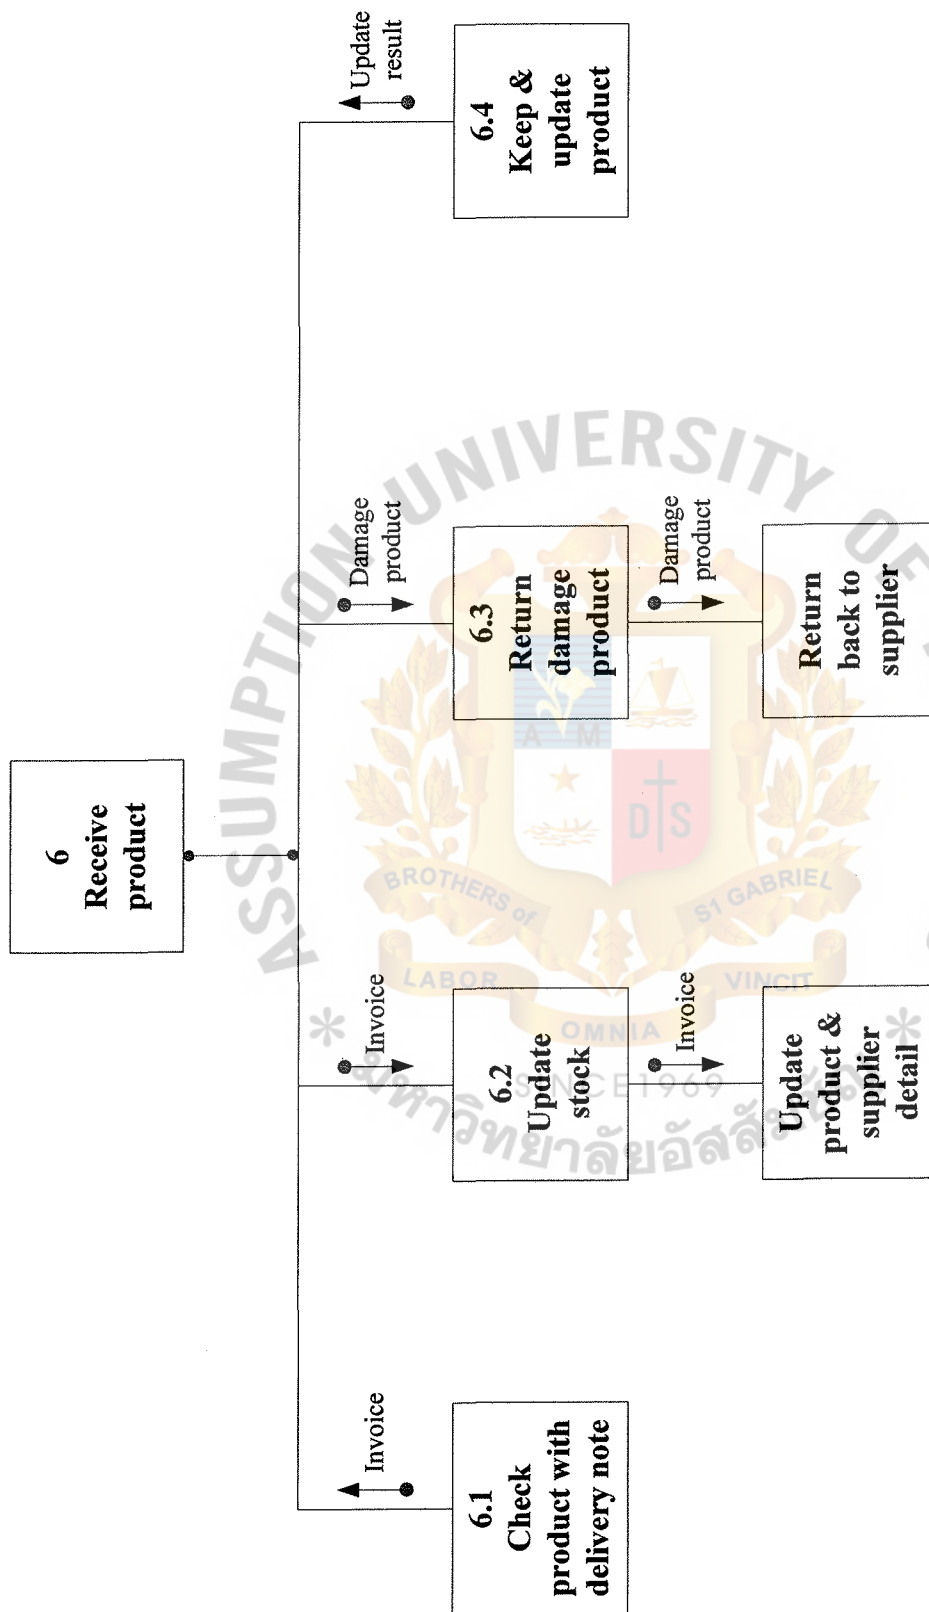 6
Receive
product
Invoice
Invoice
Damage
product
Update
result
6.1
Check
product with
delivery note
6.2
Update
stock
6.3
Return
damage
product
6.4
Keep &
update
product
Invoice
Damage
product
Update
product &
supplier
detail
Return
back to
supplier
ASSUMPTION UNIVERSITY OF
A M
D S
BROTHERS of
S1 GABRIEL
LABOR
OMNIA
VINCIT
SINCE1969